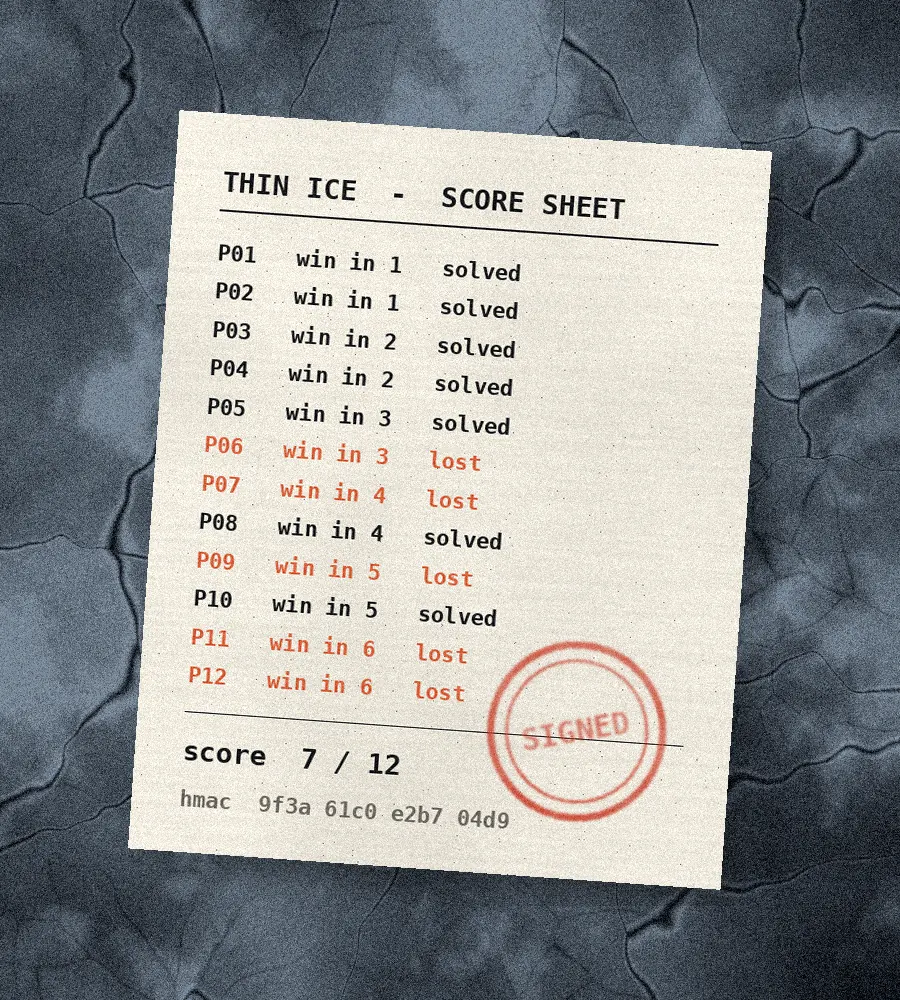 THIN ICE - SCORE SHEET
P01 win in 1 solved
P02 win in 1 solved
P03 win in 2 solved
P04 win in 2 solved
P05 win in 3 solved
P06 win in 3 lost
P07 win in 4 lost
P08 win in 4 solved
P09 win in 5 lost
P10 win in 5 solved
P11 win in 6 lost
P12 win in 6 lost
SIGNED
score 7 / 12
hmac 9f3a 61c0 e2b7 04d9